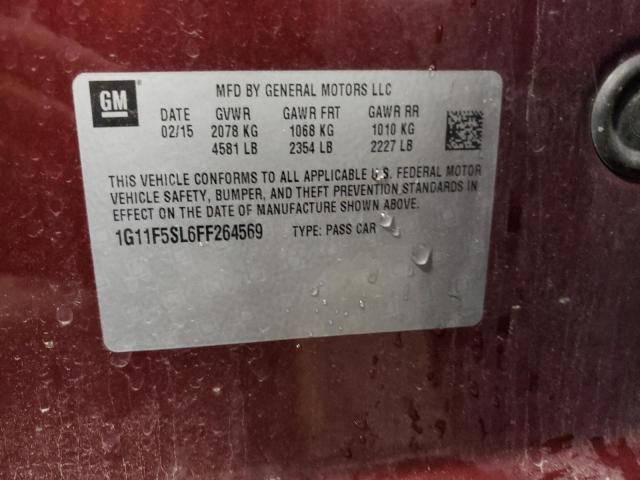 GM
MFD BY GENERAL MOTORS LLC
DATE GVWR GAWR FRT GAWR RR
02/15 2078 KG 1068 KG 1010 KG
4581 LB 2354 LB 2227 LB
THIS VEHICLE CONFORMS TO ALL APPLICABLE U.S. FEDERAL MOTOR
VEHICLE SAFETY, BUMPER, AND THEFT PREVENTION STANDARDS IN
EFFECT ON THE DATE OF MANUFACTURE SHOWN ABOVE.
1G11F5SL6FF264569 TYPE: PASS CAR